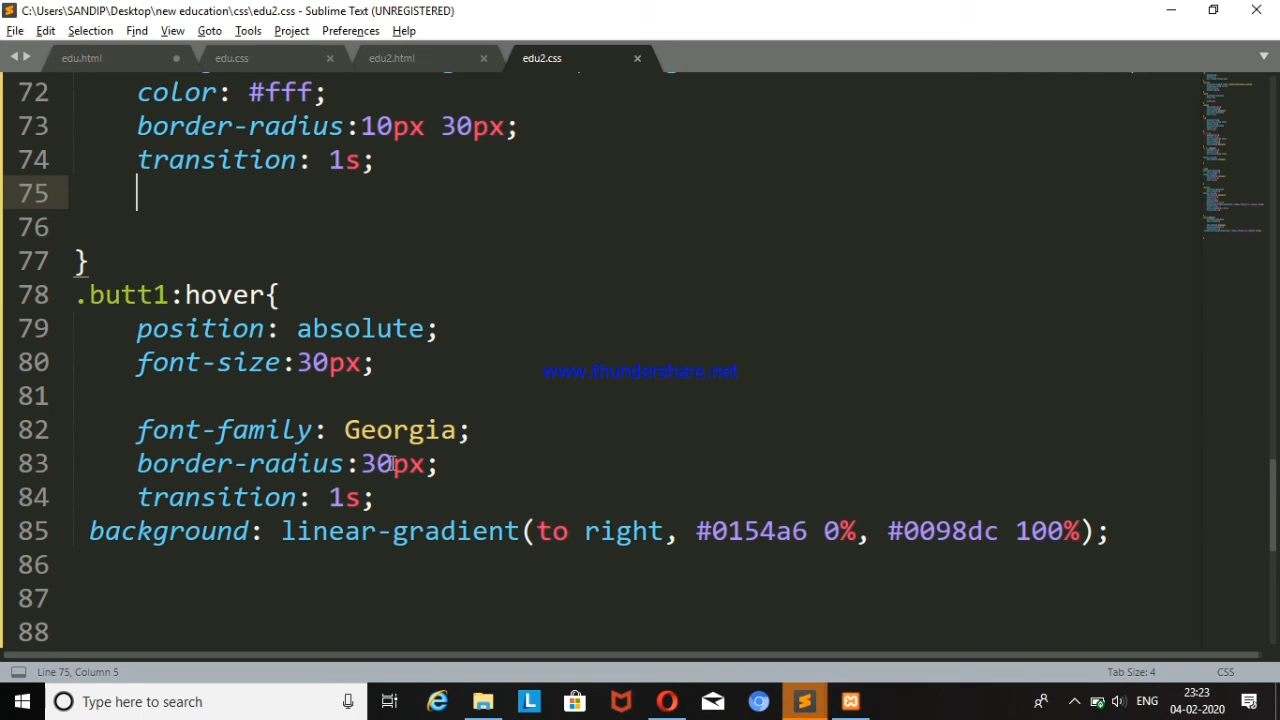 C:\Users\SANDIP\Desktop\new education\css\edu2.css - Sublime Text (UNREGISTERED)
File Edit Selection Find View Goto Tools Project Preferences Help
edu.html edu.css edu2.html edu2.css
72 color: #fff;
73 border-radius:10px 30px;
74 transition: 1s;
75
76
77 }
78 .butt1:hover{
79 position: absolute;
80 font-size:30px;
www.thundershare.net
81
82 font-family: Georgia;
83 border-radius:30px;
84 transition: 1s;
85 background: linear-gradient(to right, #0154a6 0%, #0098dc 100%);
86
87
88
Line 75, Column 5 Tab Size: 4 CSS
Type here to search ENG 23:23
04-02-2020